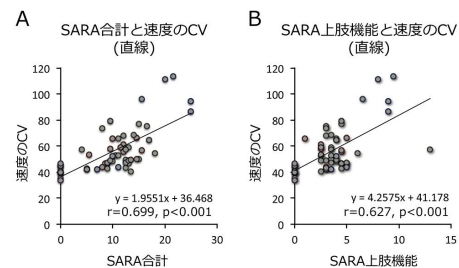 A
SARA合計と速度のCV
(直線)
速度のCV
120
100
80
60
40
20
0
y = 1.9551x + 36.468
r=0.699, p<0.001
0
10
20
30
SARA合計
B
SARA上肢機能と速度のCV
(直線)
速度のCV
120
100
80
60
40
20
0
y = 4.2575x + 41.178
r=0.627, p<0.001
0
5
10
15
SARA上肢機能